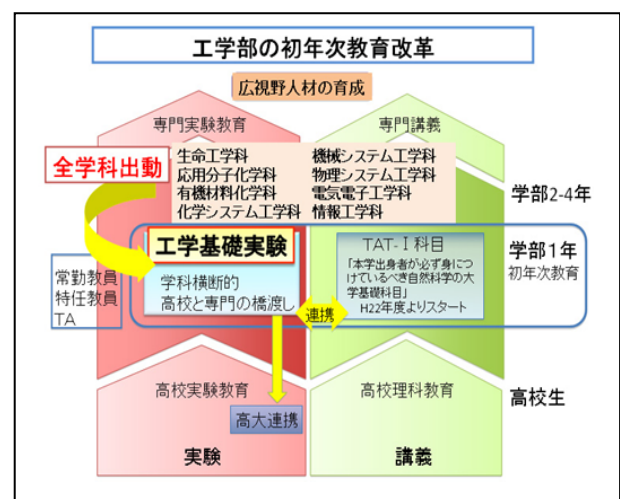 工学部の初年次教育改革
広視野人材の育成
専門実験教育
専門講義
全学科出動
生命工学科 機械システム工学科
応用分子化学科 物理システム工学科
有機材料化学科 電気電子工学科
化学システム工学科 情報工学科
学部2-4年
工学基礎実験
学科横断的
高校と専門の橋渡し
TAT-Ⅰ科目
「本学出身者が必ず身につ
けているべき自然科学の大
学基礎科目」
H22年度よりスタート
学部1年
初年次教育
常勤教員
特任教員
TA
連携
高校実験教育
高校理科教育
高校生
高大連携
実験
講義